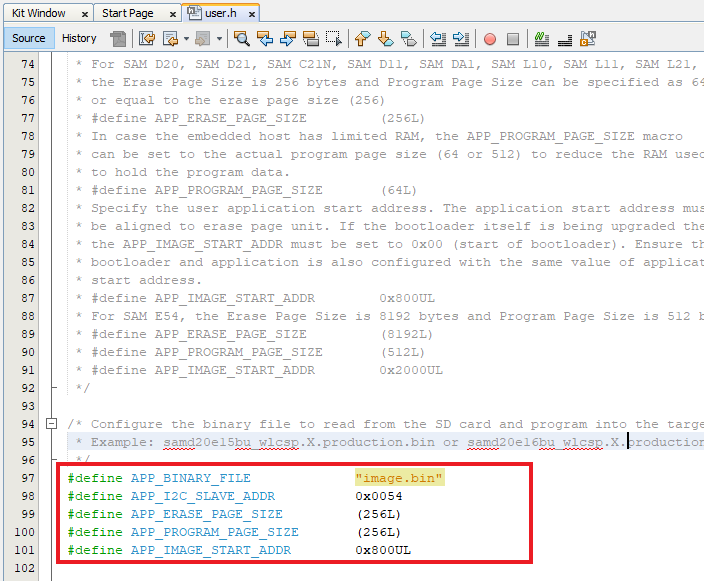 Kit Window x Start Page x user.h x
Source History
74 * For SAM D20, SAM D21, SAM C21N, SAM D11, SAM DA1, SAM L10, SAM L11, SAM L21,
75 * the Erase Page Size is 256 bytes and Program Page Size can be specified as 64
76 * or equal to the erase page size (256)
77 * #define APP_ERASE_PAGE_SIZE (256L)
78 * In case the embedded host has limited RAM, the APP_PROGRAM_PAGE_SIZE macro
79 * can be set to the actual program page size (64 or 512) to reduce the RAM used
80 * to hold the program data.
81 * #define APP_PROGRAM_PAGE_SIZE (64L)
82 * Specify the user application start address. The application start address mus
83 * be aligned to erase page unit. If the bootloader itself is being upgraded the
84 * the APP_IMAGE_START_ADDR must be set to 0x00 (start of bootloader). Ensure th
85 * bootloader and application is also configured with the same value of applicat
86 * start address.
87 * #define APP_IMAGE_START_ADDR 0x800UL
88 * For SAM E54, the Erase Page Size is 8192 bytes and Program Page Size is 512 b
89 * #define APP_ERASE_PAGE_SIZE (8192L)
90 * #define APP_PROGRAM_PAGE_SIZE (512L)
91 * #define APP_IMAGE_START_ADDR 0x2000UL
92 */
93
94 /* Configure the binary file to read from the SD card and program into the targe
95 * Example: samd20e15bu_wlcsp.X.production.bin or samd20e16bu_wlcsp.X.production
96 */
97 #define APP_BINARY_FILE "image.bin"
98 #define APP_I2C_SLAVE_ADDR 0x0054
99 #define APP_ERASE_PAGE_SIZE (256L)
100 #define APP_PROGRAM_PAGE_SIZE (256L)
101 #define APP_IMAGE_START_ADDR 0x800UL
102